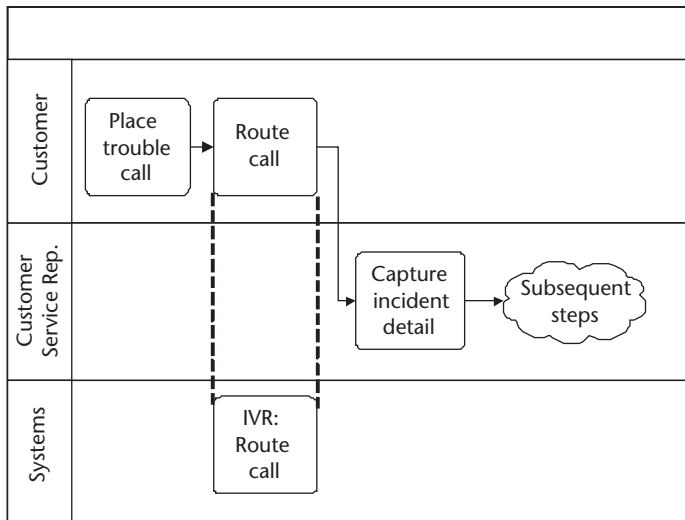 Customer
Place
trouble
call
Route
call
Customer
Service Rep.
Capture
incident
detail
Subsequent
steps
Systems
IVR:
Route
call